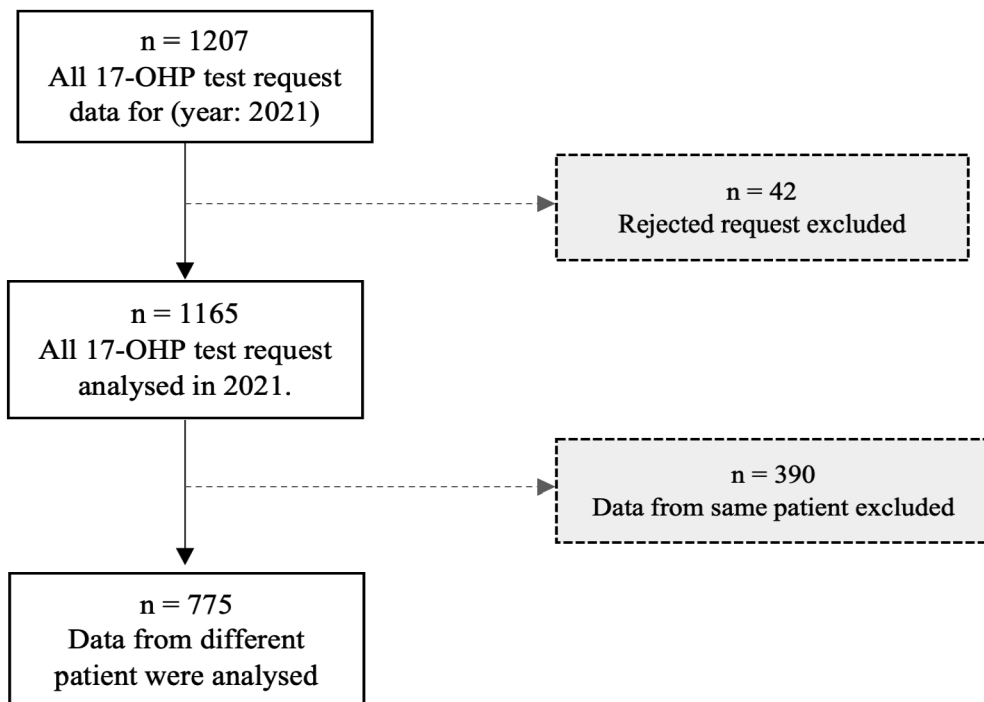 n = 1207
All 17-OHP test request
data for (year: 2021)
n = 42
Rejected request excluded
n = 1165
All 17-OHP test request
analysed in 2021.
n = 390
Data from same patient excluded
n = 775
Data from different
patient were analysed